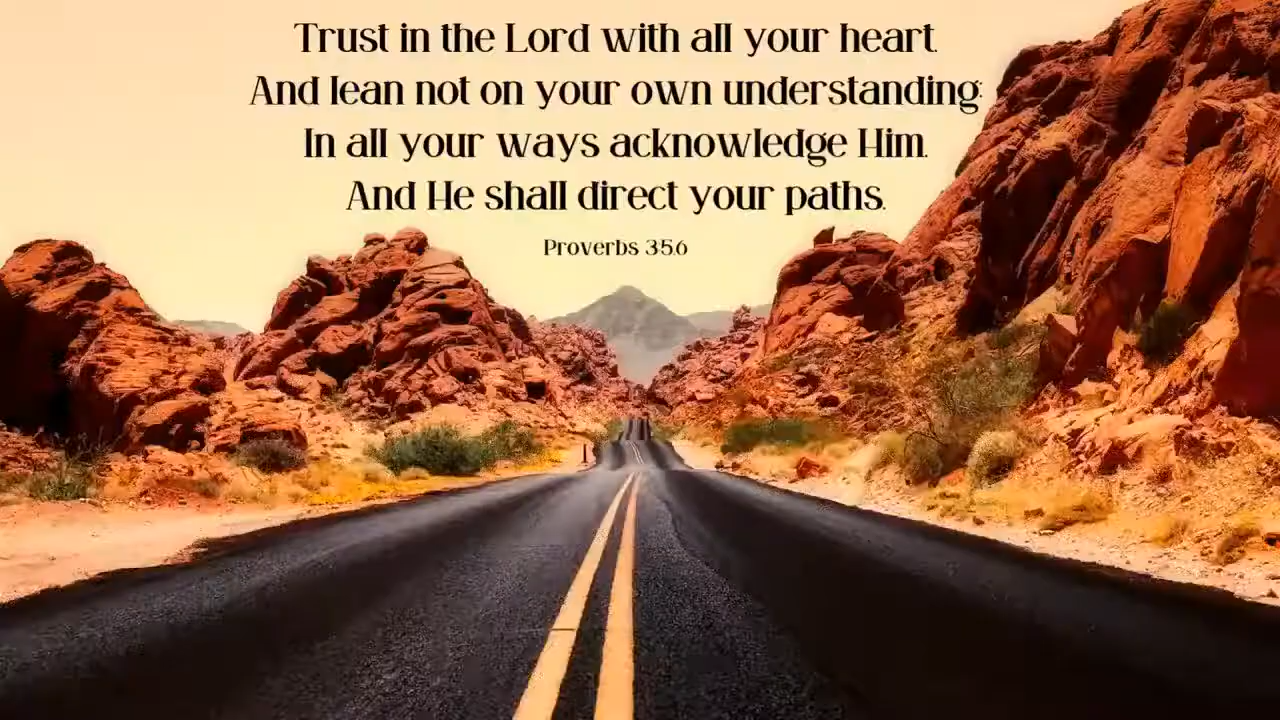 Trust in the Lord with all your heart.
And lean not on your own understanding;
In all your ways acknowledge Him.
And He shall direct your paths.
Proverbs 3:5,6